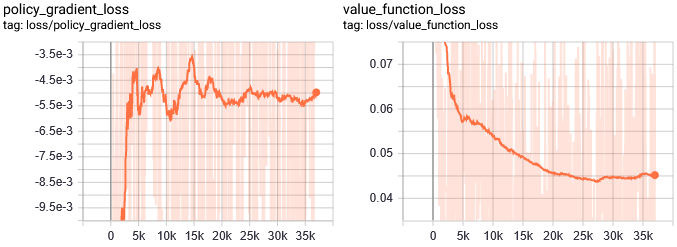 policy_gradient_loss
tag: loss/policy_gradient_loss
-3.5e-3
-4.5e-3
-5.5e-3
-6.5e-3
-7.5e-3
-8.5e-3
-9.5e-3
0 5k 10k 15k 20k 25k 30k 35k
value_function_loss
tag: loss/value_function_loss
0.07
0.06
0.05
0.04
0 5k 10k 15k 20k 25k 30k 35k